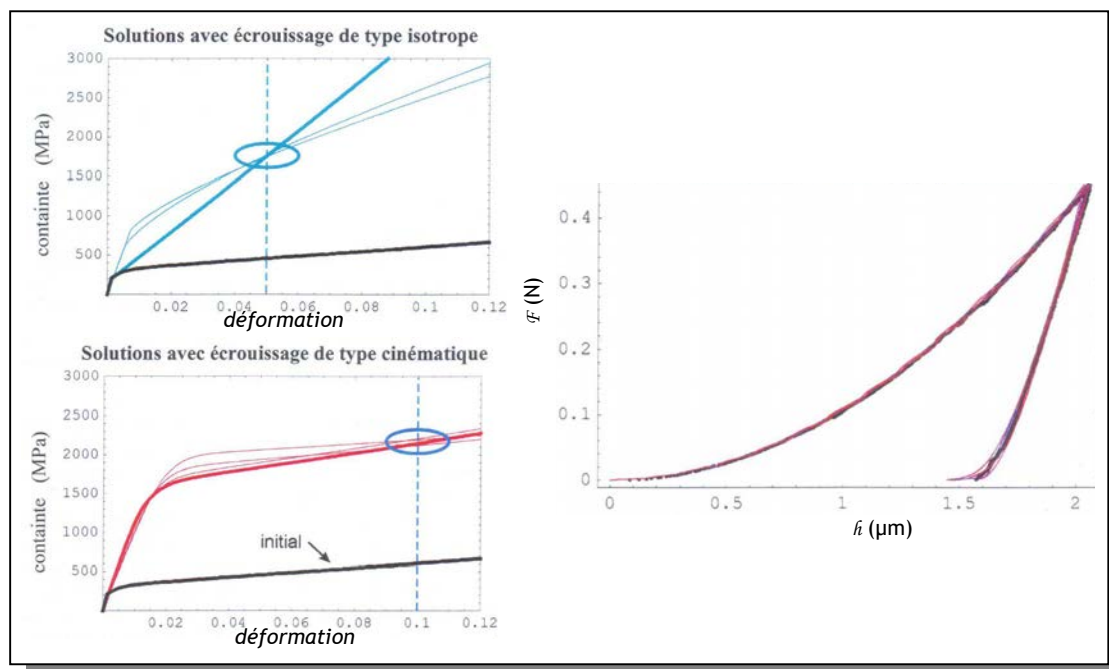 Solutions avec écrouissage de type isotrope
3000
2500
2000
1500
1000
500
containte (MPa)
0.02 0.04 0.06 0.08 0.1 0.12
déformation
Solutions avec écrouissage de type cinématique
3000
2500
2000
1500
1000
500
containte (MPa)
initial
0.02 0.04 0.06 0.08 0.1 0.12
déformation
0.4
0.3
0.2
0.1
0
F (N)
0 0.5 1 1.5 2
h (µm)